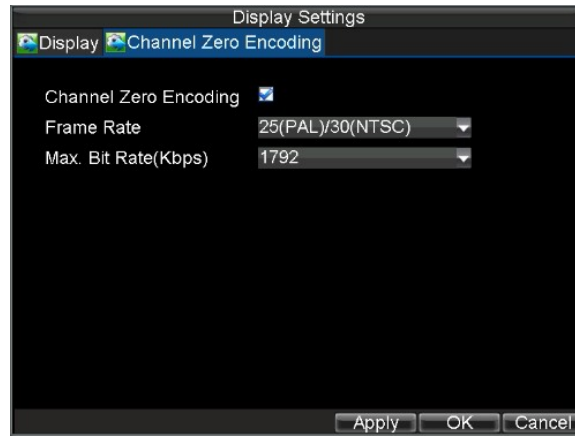 Display Settings
Display Channel Zero Encoding
Channel Zero Encoding
Frame Rate 25(PAL)/30(NTSC)
Max. Bit Rate(Kbps) 1792
Apply OK Cancel